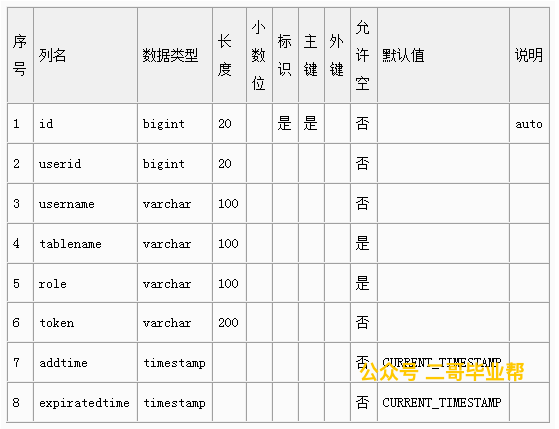 序号 列名 数据类型 长度 小数位 标识 主键 外键 允许空 默认值 说明
1 id bigint 20 是 是 否 auto
2 userid bigint 20 否
3 username varchar 100 否
4 tablename varchar 100 是
5 role varchar 100 是
6 token varchar 200 否
7 addtime timestamp 否 CURRENT_TIMESTAMP
公众号 二哥毕业帮
8 expiratedtime timestamp 否 CURRENT_TIMESTAMP